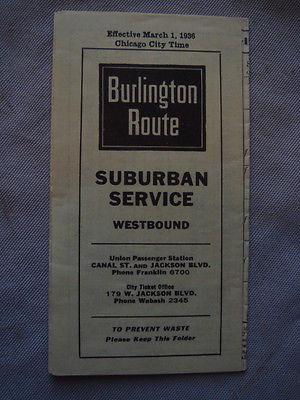 Effective March 1, 1936
Chicago City Time
Burlington
Route
SUBURBAN
SERVICE
WESTBOUND
Union Passenger Station
CANAL ST. AND JACKSON BLVD.
Phone Franklin 6700
City Ticket Office
179 W. JACKSON BLVD.
Phone Wabash 2345
TO PREVENT WASTE
Please Keep This Folder